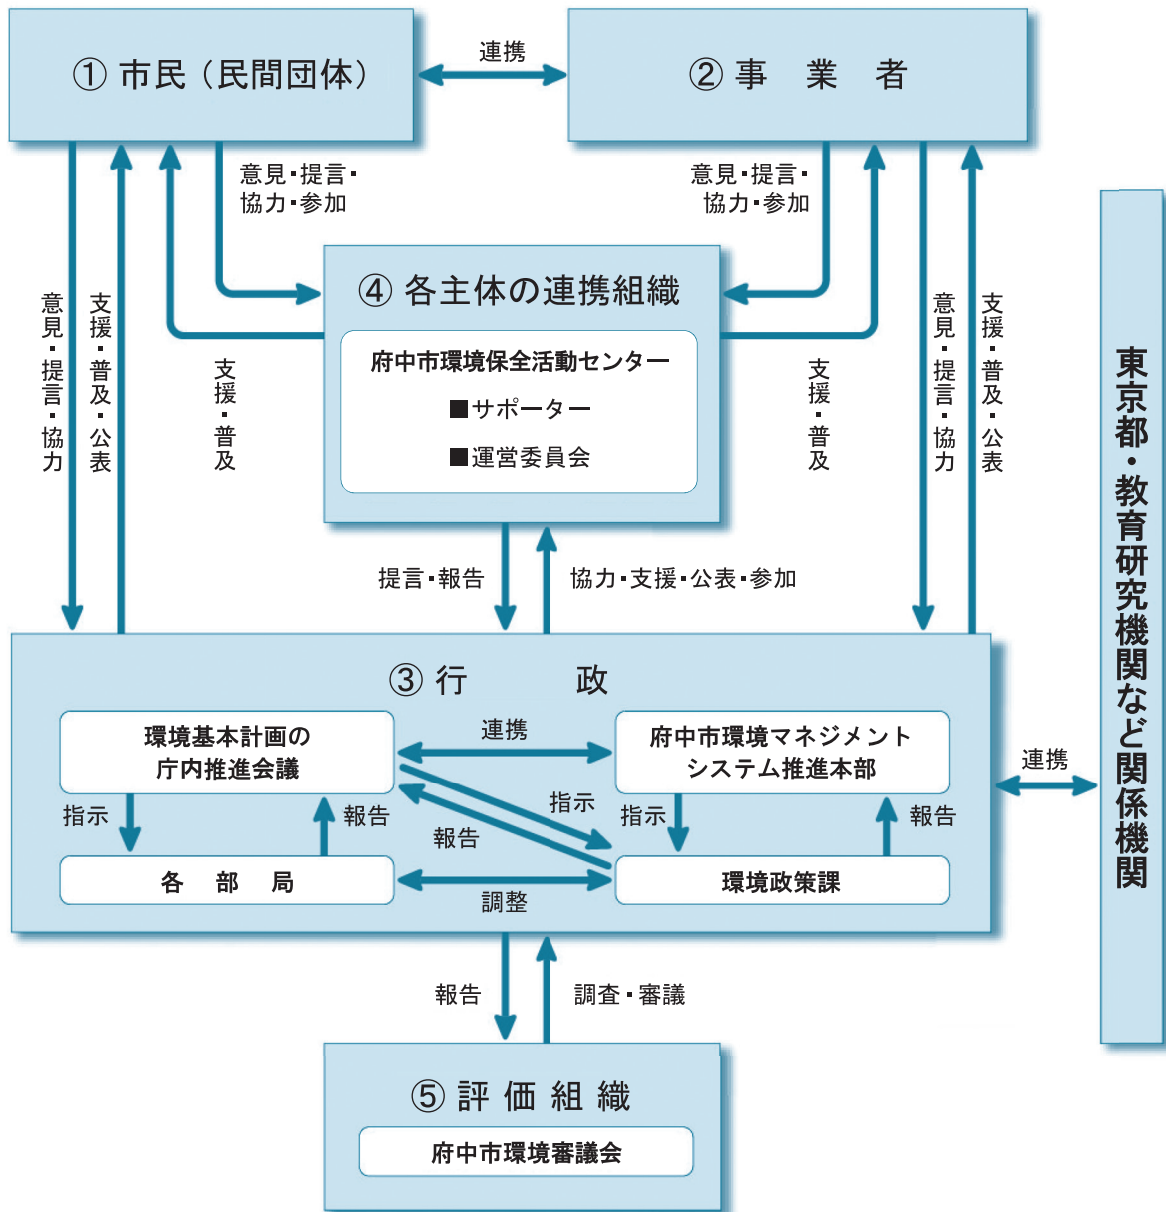 ①市民（民間団体）
連携
②事業者
意見・提言・
協力・参加
意見・提言・
協力・参加
④各主体の連携組織
府中市環境保全活動センター
■サポーター
■運営委員会
意見・提言・協力
支援・普及・公表
支援・普及
支援・普及
意見・提言・協力
支援・普及・公表
東京都・教育研究機関など関係機関
提言・報告
協力・支援・公表・参加
③行政
環境基本計画の
庁内推進会議
連携
府中市環境マネジメント
システム推進本部
連携
指示
報告
指示
報告
指示
報告
各部局
調整
環境政策課
報告
調査・審議
⑤評価組織
府中市環境審議会